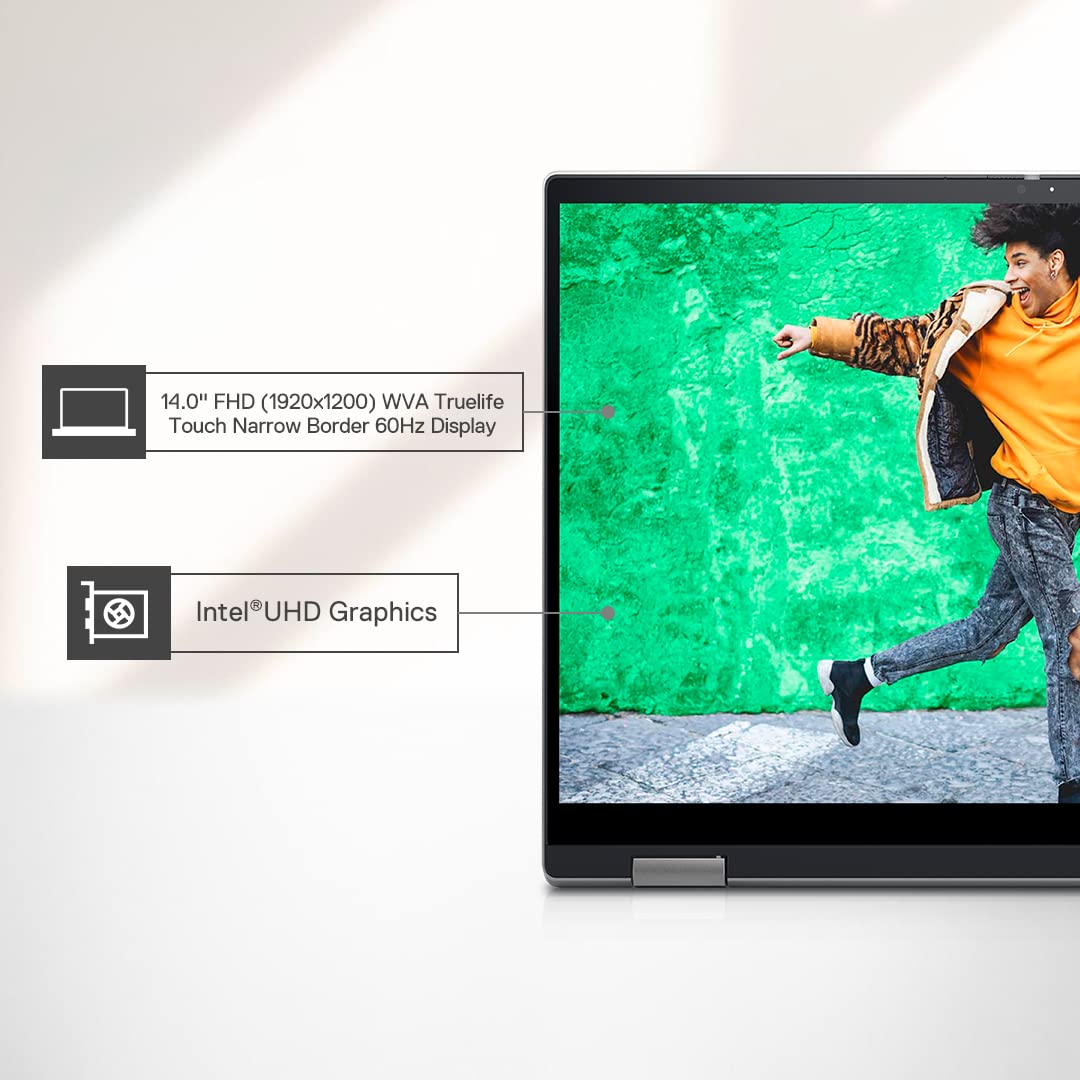 14.0" FHD (1920x1200) WVA Truelife
Touch Narrow Border 60Hz Display
Intel®UHD Graphics